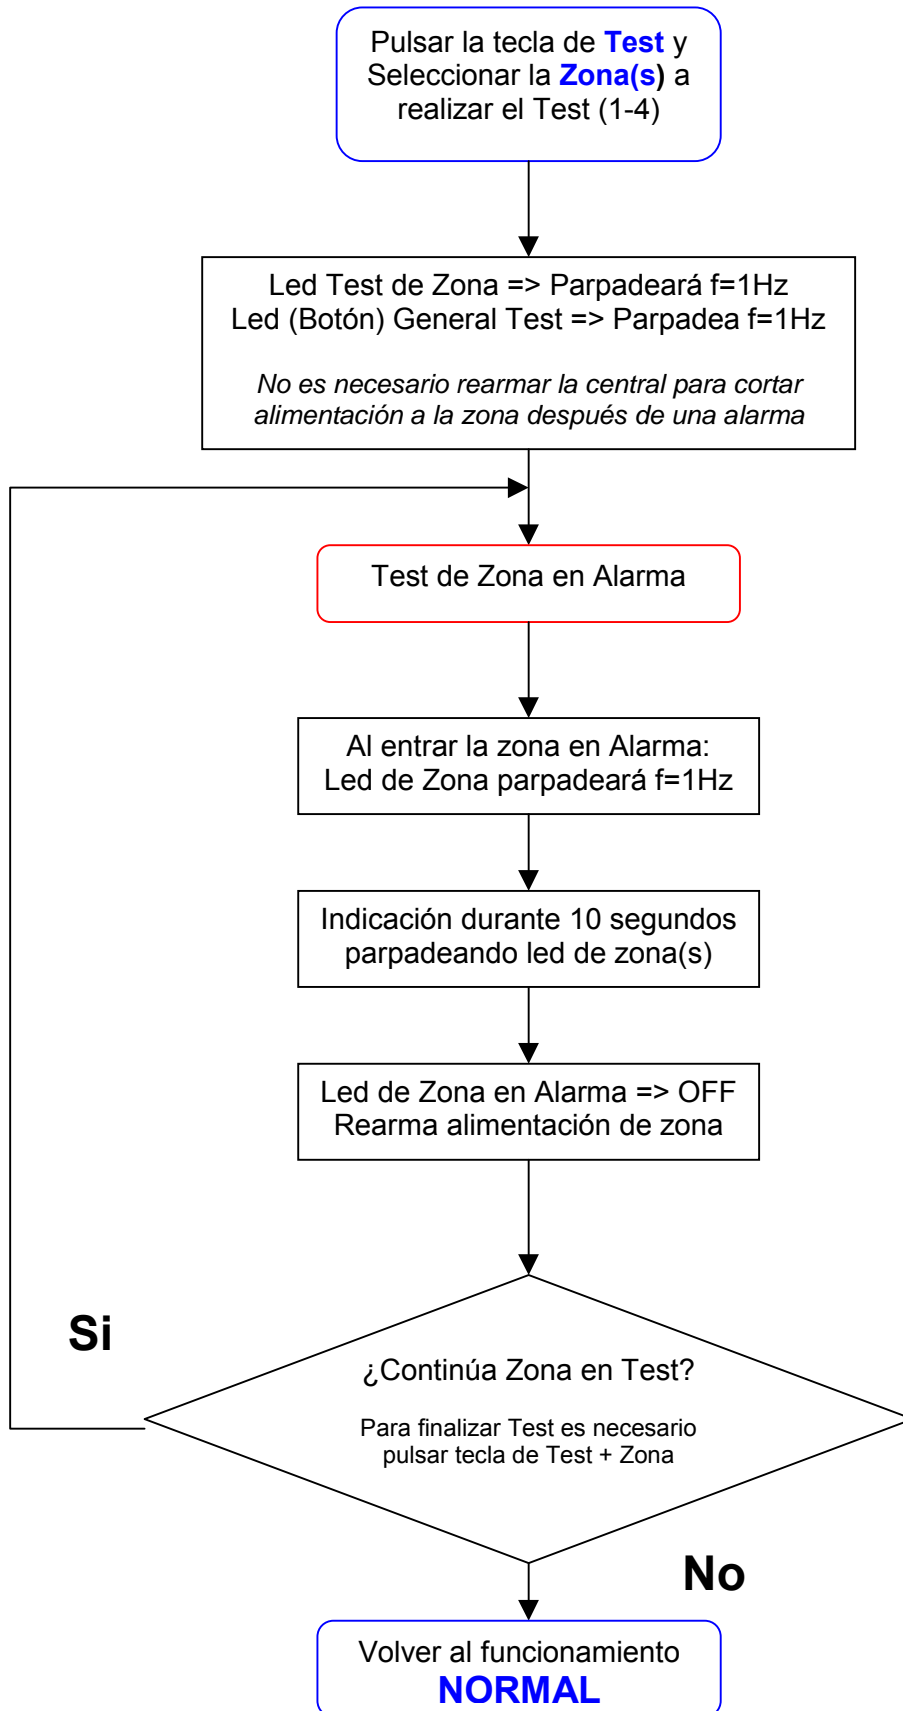 Pulsar la tecla de Test y
Seleccionar la Zona(s) a
realizar el Test (1-4)
Led Test de Zona => Parpadeará f=1Hz
Led (Botón) General Test => Parpadea f=1Hz
No es necesario rearmar la central para cortar
alimentación a la zona después de una alarma
Test de Zona en Alarma
Al entrar la zona en Alarma:
Led de Zona parpadeará f=1Hz
Indicación durante 10 segundos
parpadeando led de zona(s)
Led de Zona en Alarma => OFF
Rearma alimentación de zona
Si
¿Continúa Zona en Test?
Para finalizar Test es necesario
pulsar tecla de Test + Zona
No
Volver al funcionamiento
NORMAL